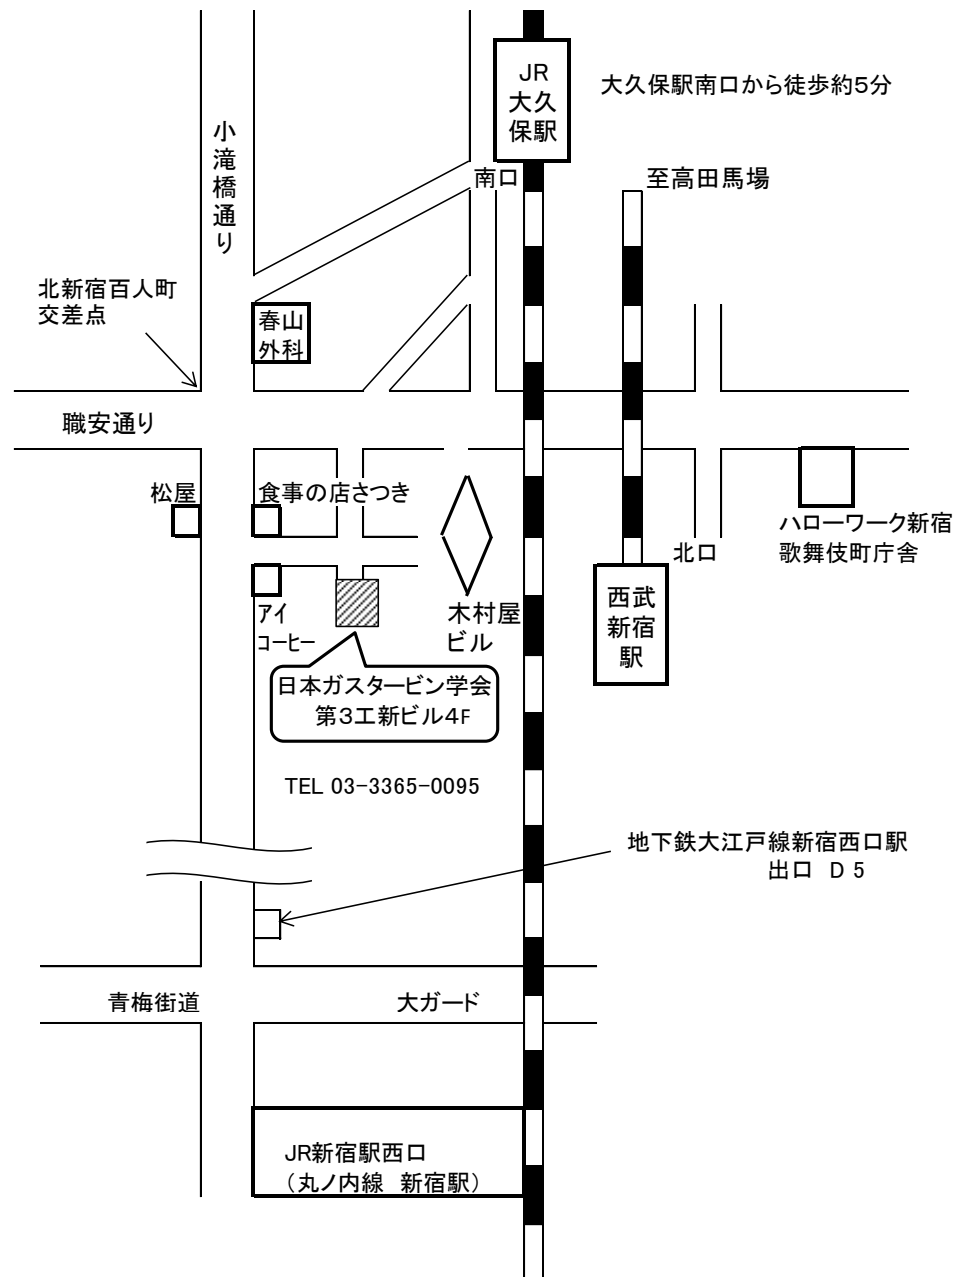 JR
大久
保駅
大久保駅南口から徒歩約5分
南口
至高田馬場
小滝橋通り
北新宿百人町
交差点
春山
外科
職安通り
松屋
食事の店さつき
ハローワーク新宿
歌舞伎町庁舎
北口
アイ
コーヒー
木村屋
ビル
西武
新宿
駅
日本ガスタービン学会
第3工新ビル4F
TEL 03-3365-0095
地下鉄大江戸線新宿西口駅
出口 D 5
青梅街道
大ガード
JR新宿駅西口
(丸ノ内線 新宿駅)